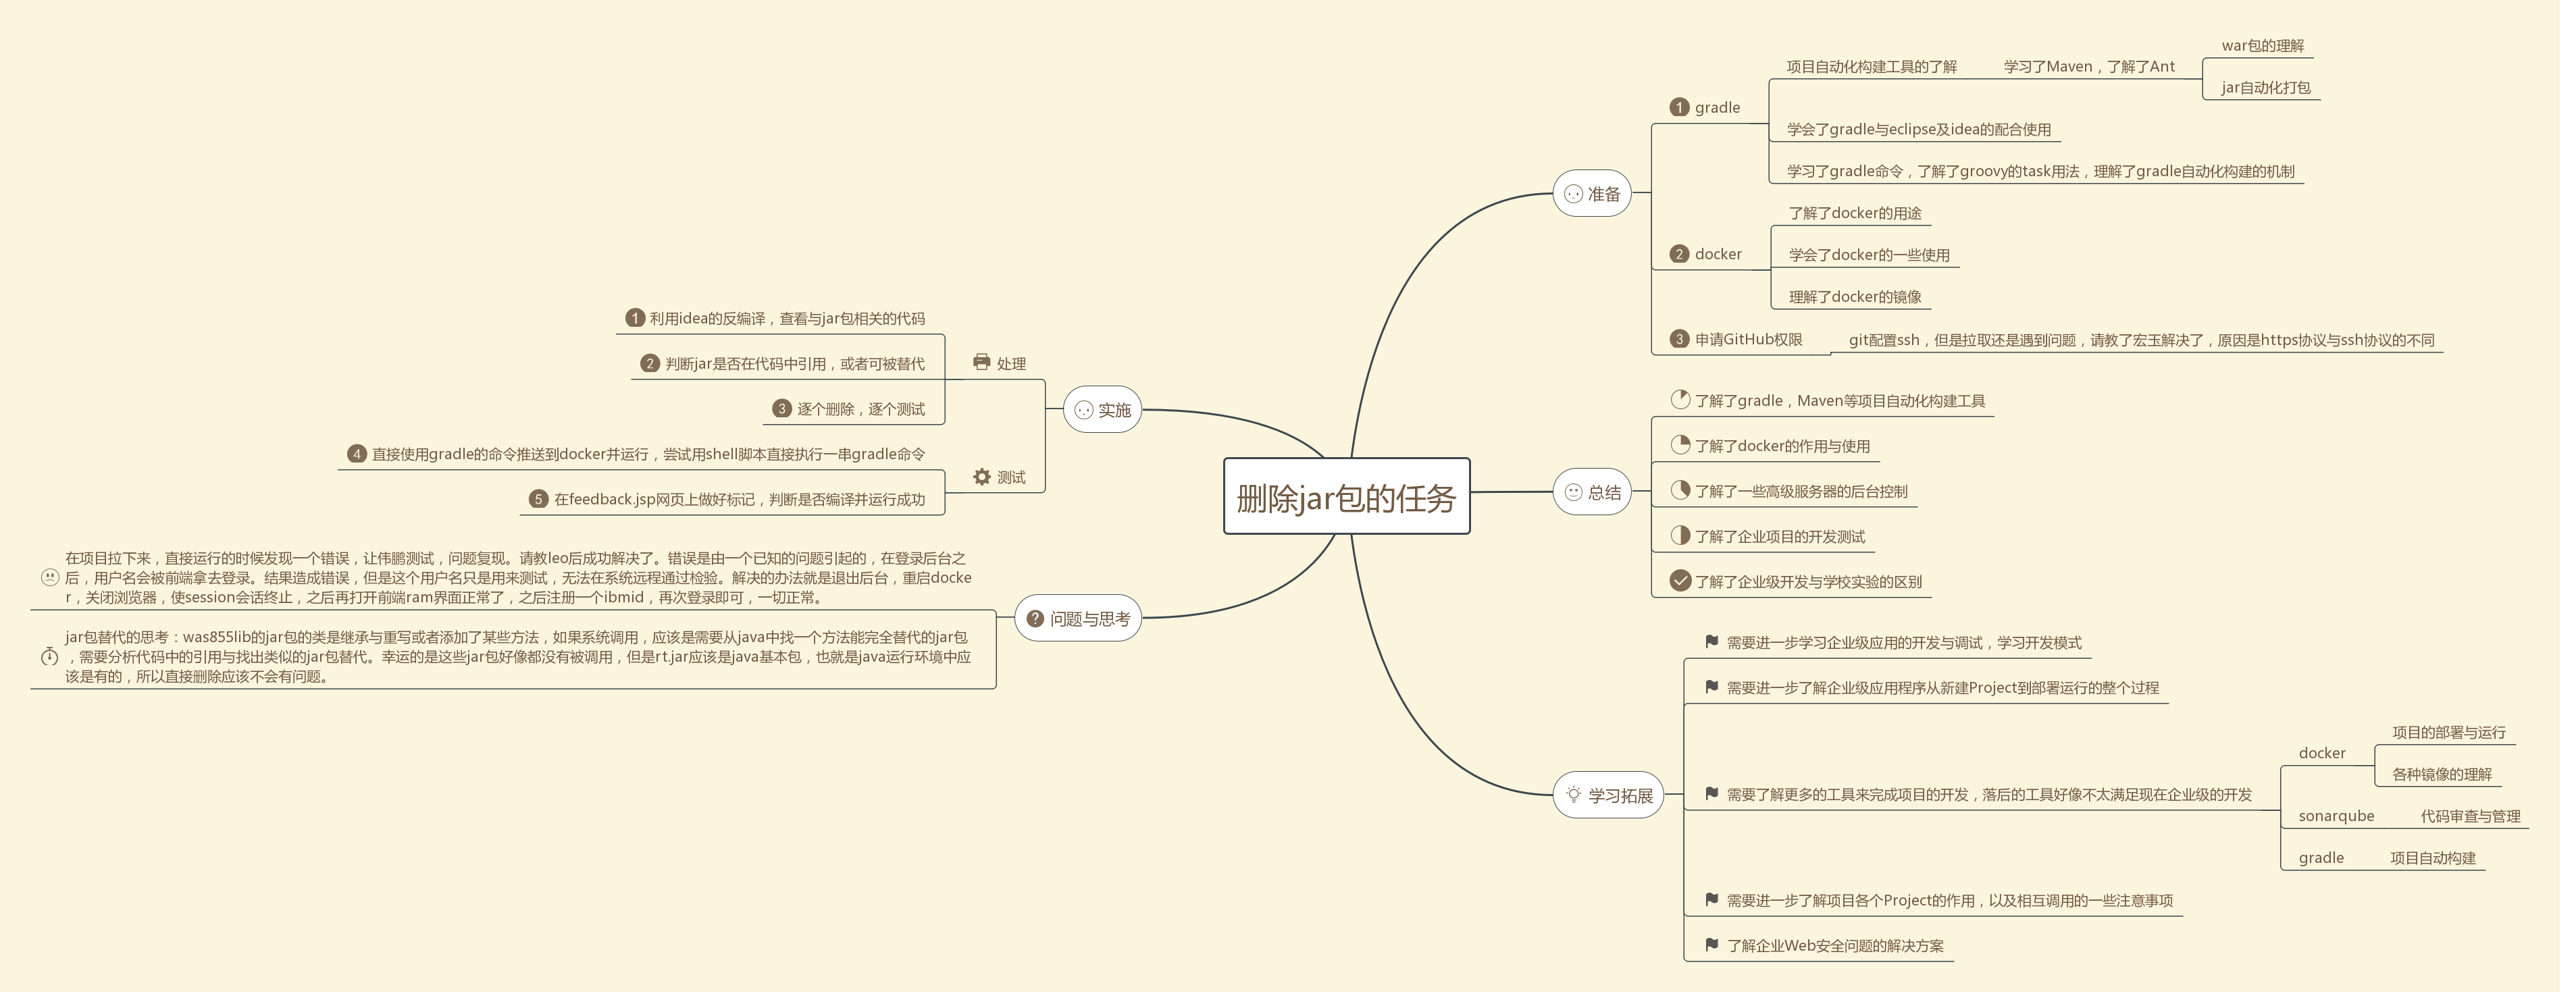 删除jar包的任务
准备
1 gradle
项目自动化构建工具的了解
学习了Maven，了解了Ant
war包的理解
jar自动化打包
学会了gradle与eclipse及idea的配合使用
学习了gradle命令，了解了groovy的task用法，理解了gradle自动化构建的机制
2 docker
了解了docker的用途
学会了docker的一些使用
理解了docker的镜像
3 申请GitHub权限
git配置ssh，但是拉取还是遇到问题，请教了宏玉解决了，原因是https协议与ssh协议的不同
总结
了解了gradle，Maven等项目自动化构建工具
了解了docker的作用与使用
了解了一些高级服务器的后台控制
了解了企业项目的开发测试
了解了企业级开发与学校实验的区别
学习拓展
需要进一步学习企业级应用的开发与调试，学习开发模式
需要进一步了解企业级应用程序从新建Project到部署运行的整个过程
需要了解更多的工具来完成项目的开发，落后的工具好像不太满足现在企业级的开发
docker
项目的部署与运行
各种镜像的理解
sonarqube
代码审查与管理
gradle
项目自动构建
需要进一步了解项目各个Project的作用，以及相互调用的一些注意事项
了解企业Web安全问题的解决方案
实施
处理
1 利用idea的反编译，查看与jar包相关的代码
2 判断jar是否在代码中引用，或者可被替代
3 逐个删除，逐个测试
测试
4 直接使用gradle的命令推送到docker并运行，尝试用shell脚本直接执行一串gradle命令
5 在feedback.jsp网页上做好标记，判断是否编译并运行成功
? 问题与思考
在项目拉下来，直接运行的时候发现一个错误，让伟鹏测试，问题复现。请教leo后成功解决了。错误是由一个已知的问题引起的，在登录后台之
后，用户名会被前端拿去登录。结果造成错误，但是这个用户名只是用来测试，无法在系统远程通过检验。解决的办法就是退出后台，重启docke
r，关闭浏览器，使session会话终止，之后再打开前端ram界面正常了，之后注册一个ibmid，再次登录即可，一切正常。
jar包替代的思考：was855lib的jar包的类是继承与重写或者添加了某些方法，如果系统调用，应该是需要从java中找一个方法能完全替代的jar包
，需要分析代码中的引用与找出类似的jar包替代。幸运的是这些jar包好像都没有被调用，但是rt.jar应该是java基本包，也就是java运行环境中应
该是有的，所以直接删除应该不会有问题。